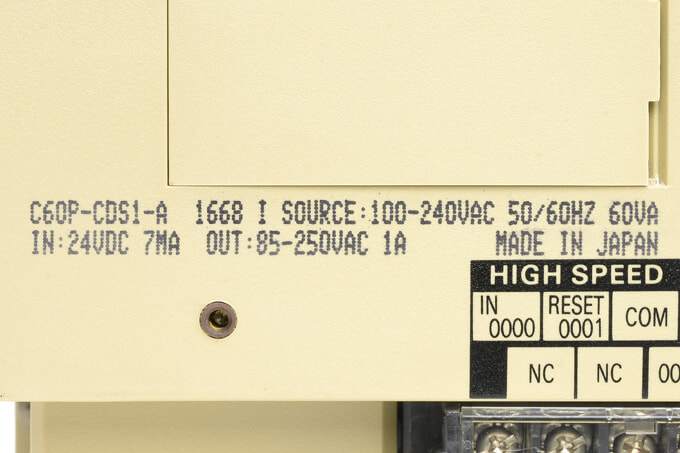 C60P-CDS1-A 1668 I SOURCE:100-240VAC 50/60HZ 60VA
IN:24VDC 7MA OUT:85-250VAC 1A MADE IN JAPAN
HIGH SPEED
IN 0000 RESET 0001 COM
NC NC 00